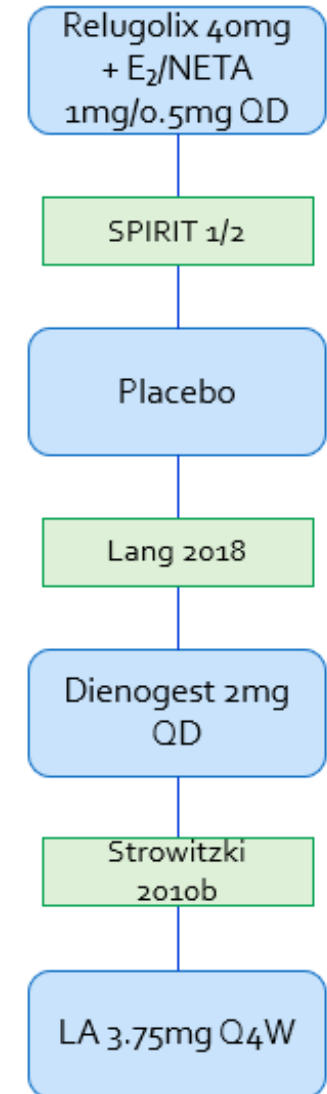 Relugolix 40mg
+ E₂/NETA
1mg/0.5mg QD
SPIRIT 1/2
Placebo
Lang 2018
Dienogest 2mg
QD
Strowitzki
2010b
LA 3.75mg Q4W